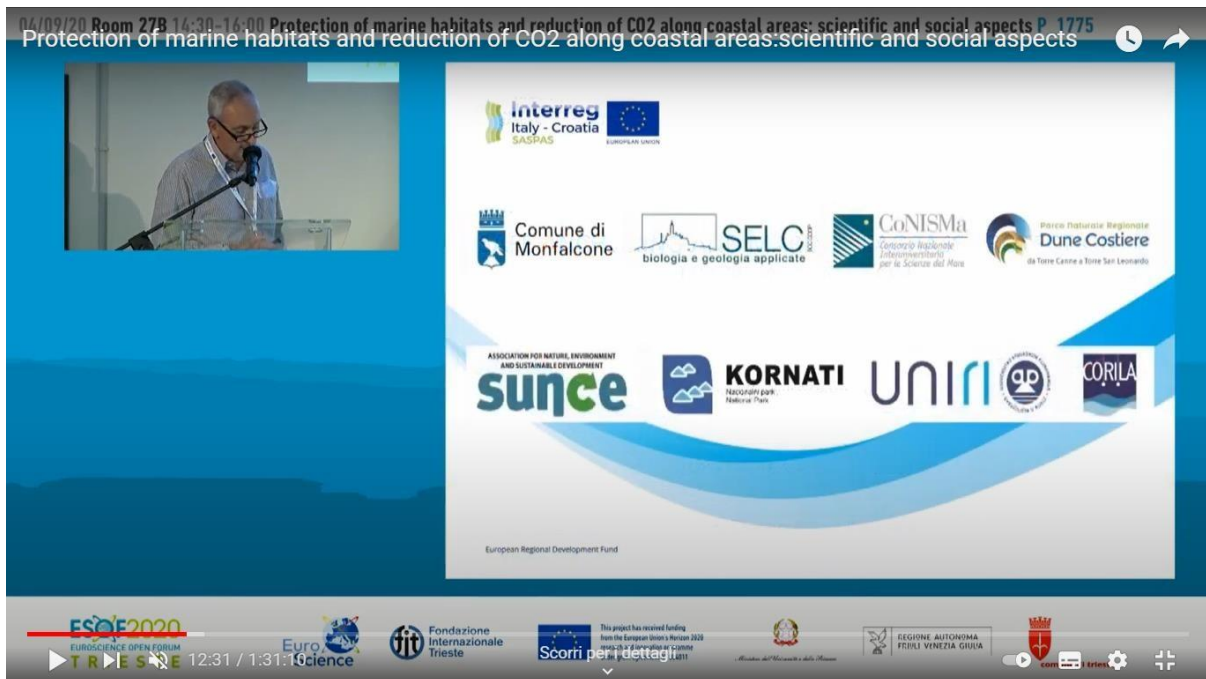 04/09/20 Room 27B 14:30-16:00 Protection of marine habitats and reduction of CO2 along coastal areas: scientific and social aspects P_1775
Protection of marine habitats and reduction of CO2 along coastal areas:scientific and social aspects
Interreg
Italy - Croatia
SASPAS
EUROPEAN UNION
Comune di
Monfalcone
SELC
biologia e geologia applicate
CoNISMa
Consorzio Nazionale
Interuniversitario
per le Scienze del Mare
Parco Naturale Regionale
Dune Costiere
da Torre Canne a Torre San Leonardo
ASSOCIATION FOR NATURE, ENVIRONMENT
AND SUSTAINABLE DEVELOPMENT
sunce
KORNATI
Nacionalni park
National Park
UNIRI
CORILA
European Regional Development Fund
ESOF2020
EUROSCIENCE OPEN FORUM
TRIESTE
EuroScience
fit
Fondazione
Internazionale
Trieste
This project has received funding
from the European Union's Horizon 2020
REGIONE AUTONOMA
FRIULI VENEZIA GIULIA
Scorri per i dettagli
12:31 / 1:31:10